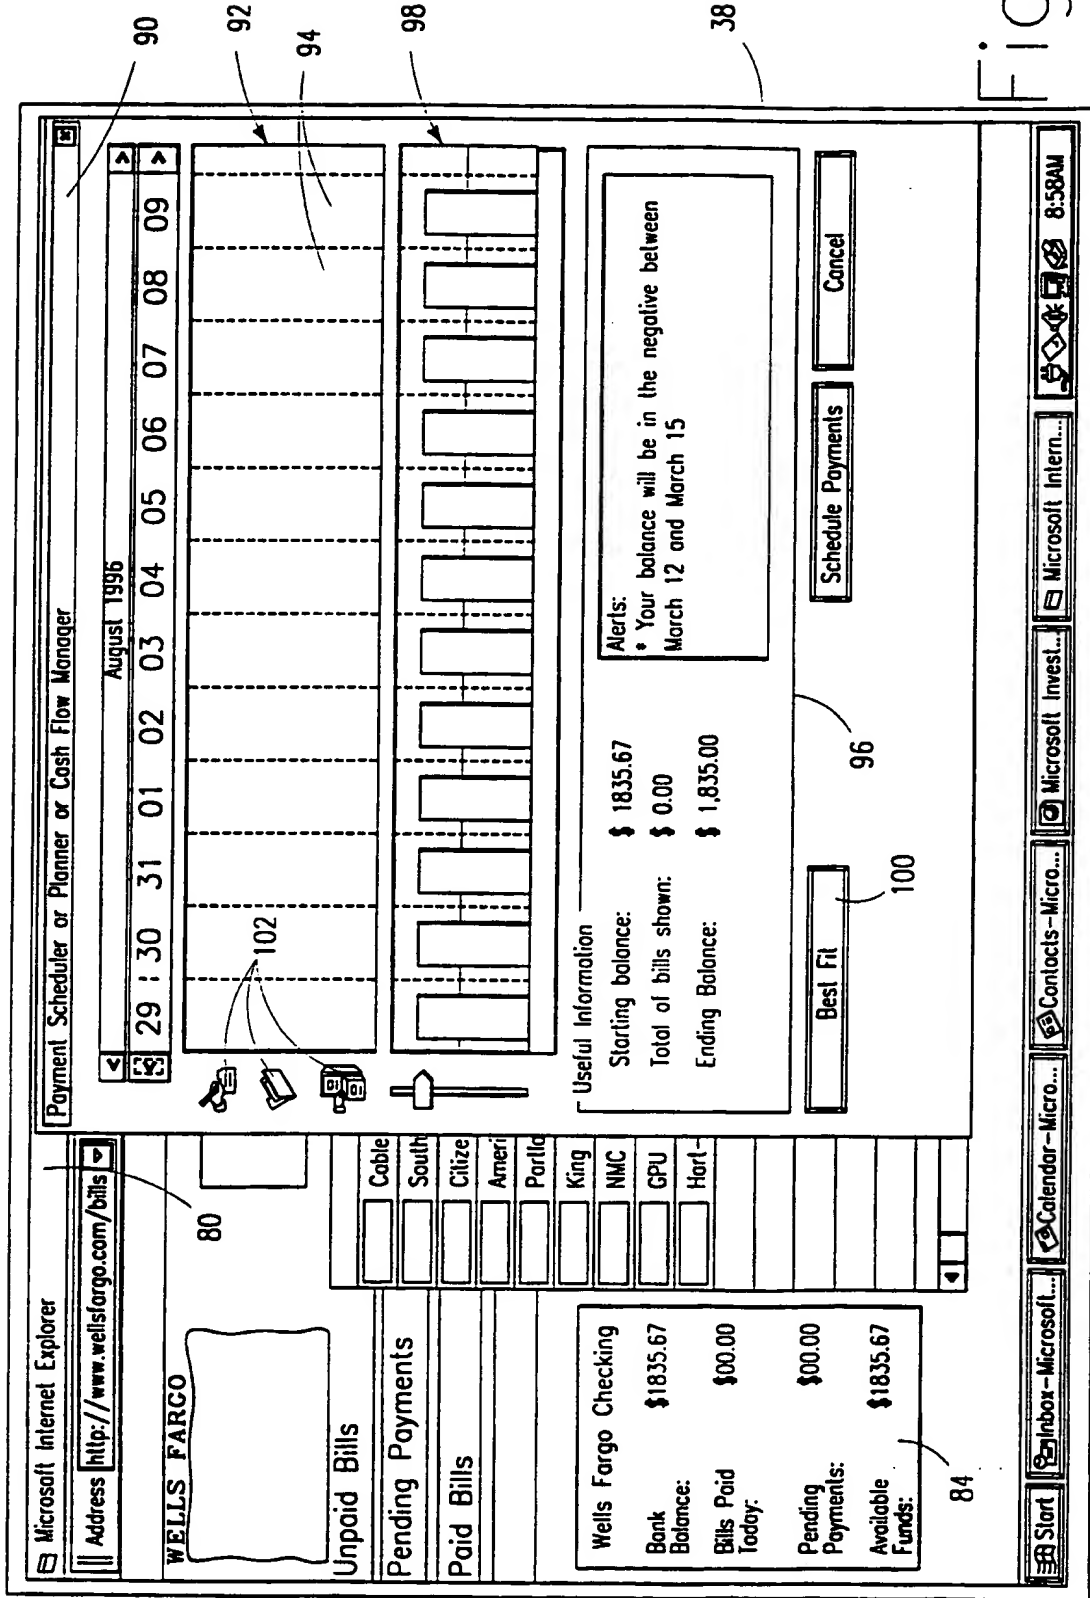 Microsoft Internet Explorer
Address http://www.wellsfargo.com/bills
80
WELLS FARGO
Unpaid Bills
Pending Payments
Paid Bills
Cable
South
Citize
Ameri
Portla
King
NMC
GPU
Hart-
Wells Fargo Checking
Bank Balance: $1835.67
Bills Paid Today: $00.00
Pending Payments: $00.00
Available Funds: $1835.67
84
Payment Scheduler or Planner or Cash Flow Manager
90
August 1996
29 30 31 01 02 03 04 05 06 07 08 09
92
94
102
98
Useful Information
Starting balance: $ 1835.67
Total of bills shown: $ 0.00
Ending Balance: $ 1,835.00
Alerts:
* Your balance will be in the negative between
March 12 and March 15
96
Best Fit
100
Schedule Payments
Cancel
38
Start
Inbox-Microsoft...
Calendar-Micro...
Contacts-Micro...
Microsoft Invest...
Microsoft Intern...
8:58AM
Fig